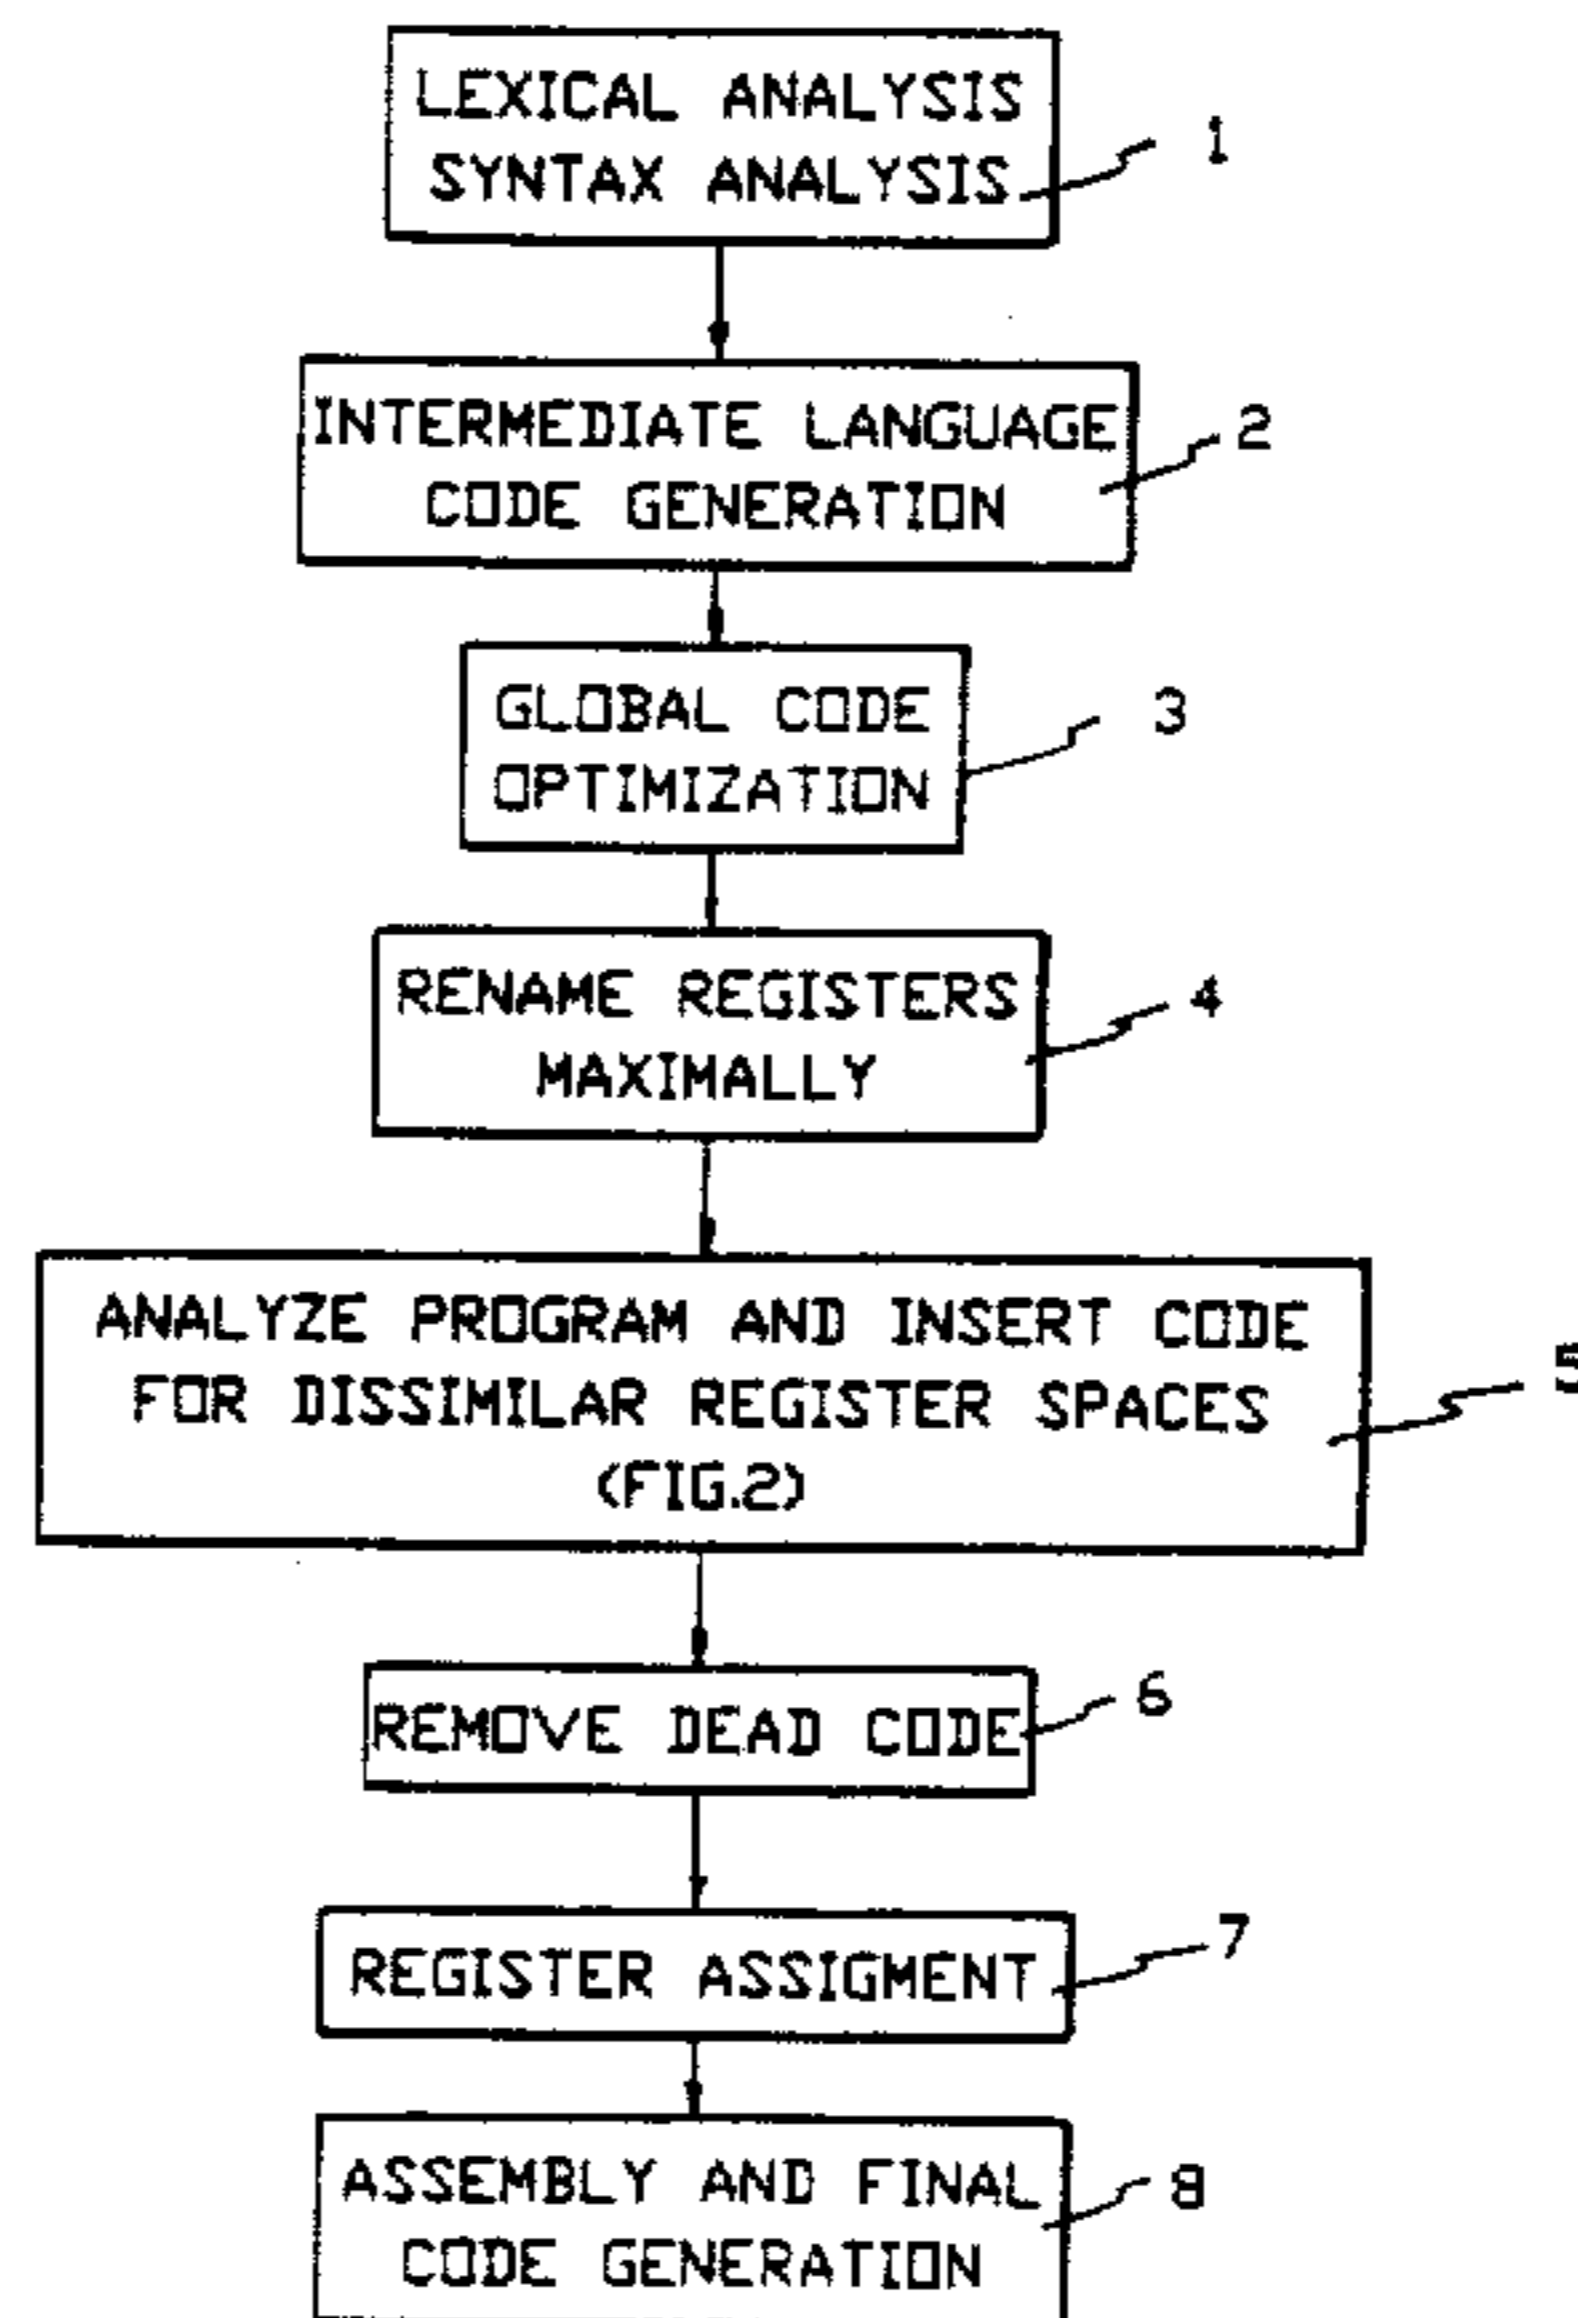 LEXICAL ANALYSIS
SYNTAX ANALYSIS
1
INTERMEDIATE LANGUAGE
CODE GENERATION
2
GLOBAL CODE
OPTIMIZATION
3
RENAME REGISTERS
MAXIMALLY
4
ANALYZE PROGRAM AND INSERT CODE
FOR DISSIMILAR REGISTER SPACES
(FIG.2)
5
REMOVE DEAD CODE
6
REGISTER ASSIGMENT
7
ASSEMBLY AND FINAL
CODE GENERATION
8